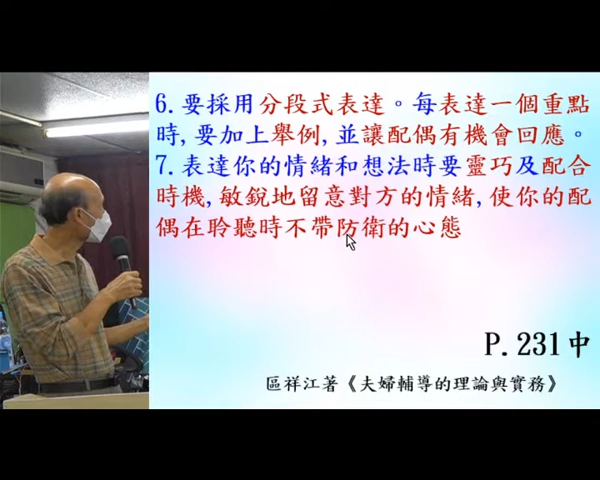 6.要採用分段式表達。每表達一個重點
時,要加上舉例,並讓配偶有機會回應。
7.表達你的情緒和想法時要靈巧及配合
時機,敏銳地留意對方的情緒,使你的配
偶在聆聽時不帶防衛的心態
P.231中
區祥江著《夫婦輔導的理論與實務》